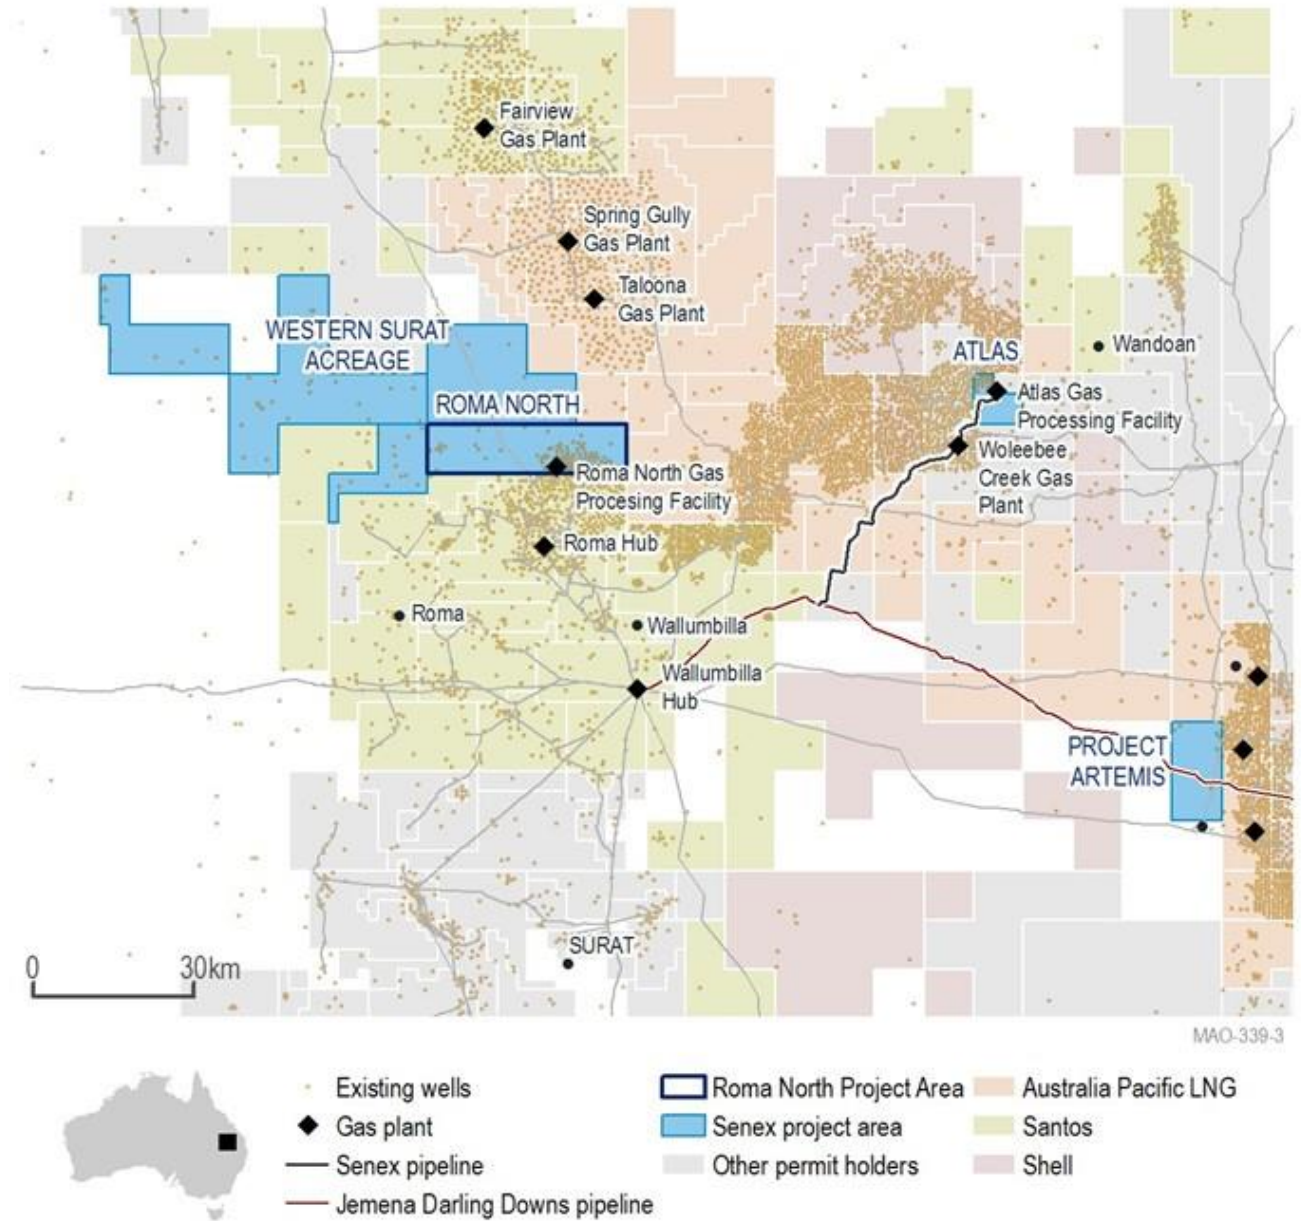 Fairview
Gas Plant
Spring Gully
Gas Plant
Taloona
Gas Plant
WESTERN SURAT
ACREAGE
ATLAS
Wandoan
ROMA NORTH
Atlas Gas
Processing Facility
Woleebee
Creek Gas
Plant
Roma North Gas
Procesing Facility
Roma Hub
Roma
Wallumbilla
Wallumbilla
Hub
PROJECT
ARTEMIS
SURAT
0 30km
MAO-339-3
Existing wells
Gas plant
Senex pipeline
Jemena Darling Downs pipeline
Roma North Project Area
Senex project area
Other permit holders
Australia Pacific LNG
Santos
Shell